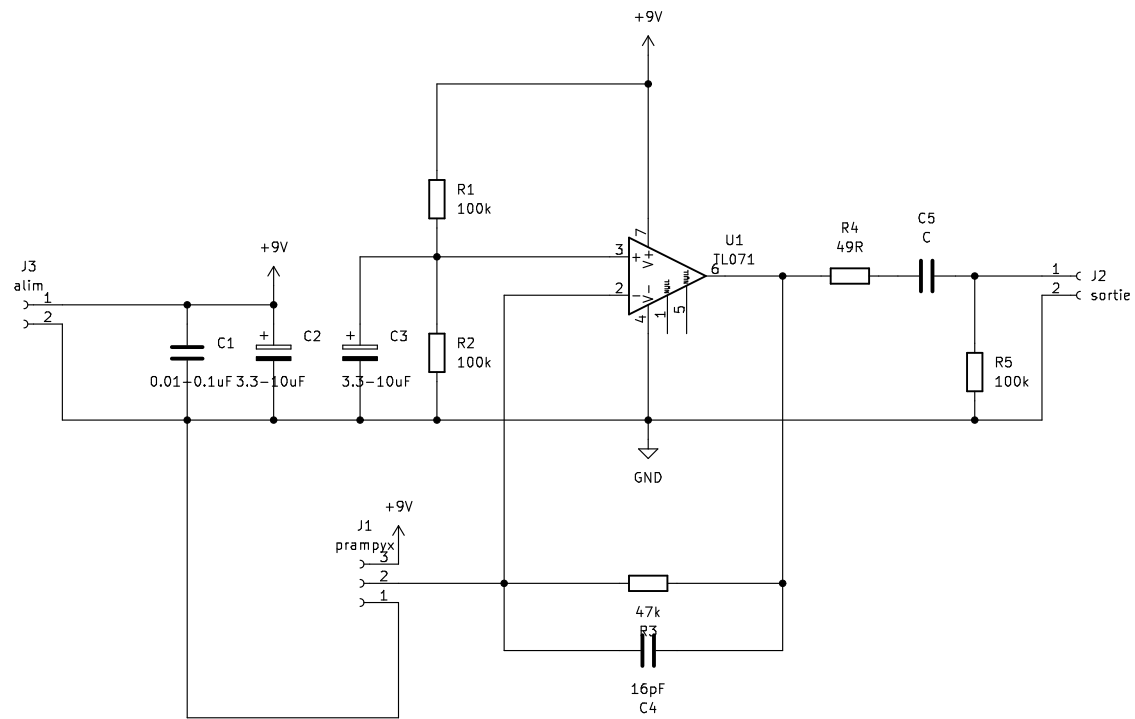 +9V
R1
100k
C5
C
R4
49R
7
U1
TL071
+9V
3
+
V+
6
J3
alim
1
2
J2
sortie
1
2
2
-
V-
4
1
5
NULL
NULL
+
C1
C2
+
C3
R2
100k
R5
100k
0.01-0.1uF
3.3-10uF
3.3-10uF
GND
+9V
J1
prampyx
3
2
1
47k
R3
16pF
C4